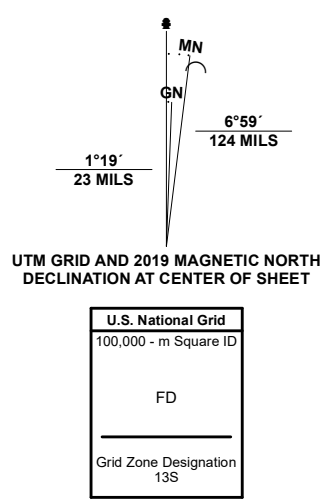 MN
GN
6°59´
124 MILS
1°19´
23 MILS
UTM GRID AND 2019 MAGNETIC NORTH
DECLINATION AT CENTER OF SHEET
U.S. National Grid
100,000 - m Square ID
FD
Grid Zone Designation
13S